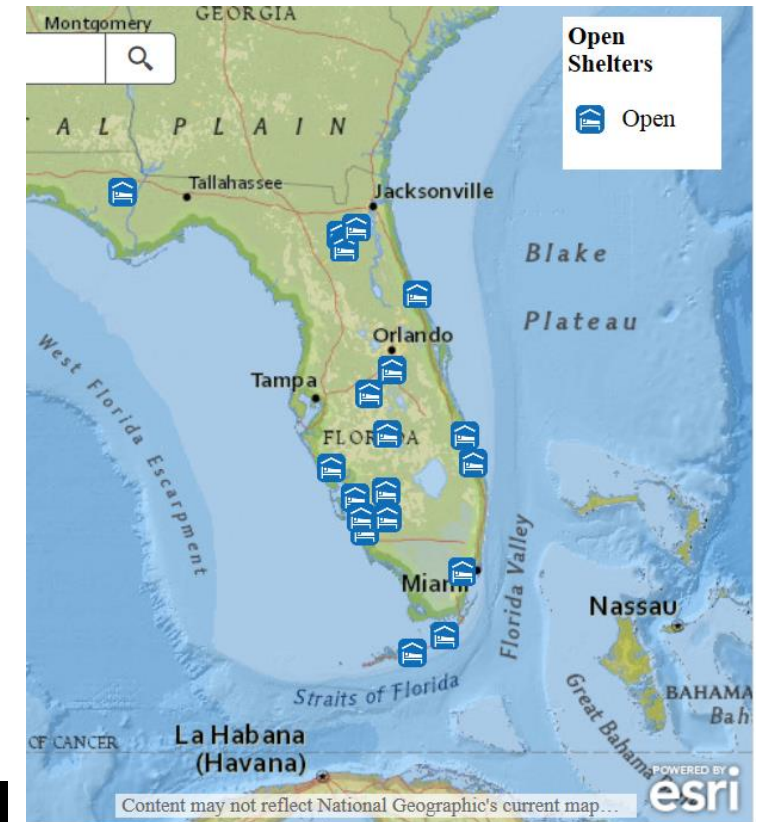 Montgomery
GEORGIA
Open
Shelters
Open
A L P L A I N
Tallahassee
Jacksonville
Blake
Plateau
Orlando
West Florida Escarpment
Tampa
FLORIDA
Florida Valley
Miami
Nassau
Straits of Florida
Great Bahama
BAHAMA
Bah
OF CANCER
La Habana
(Havana)
POWERED BY
esri
Content may not reflect National Geographic's current map…